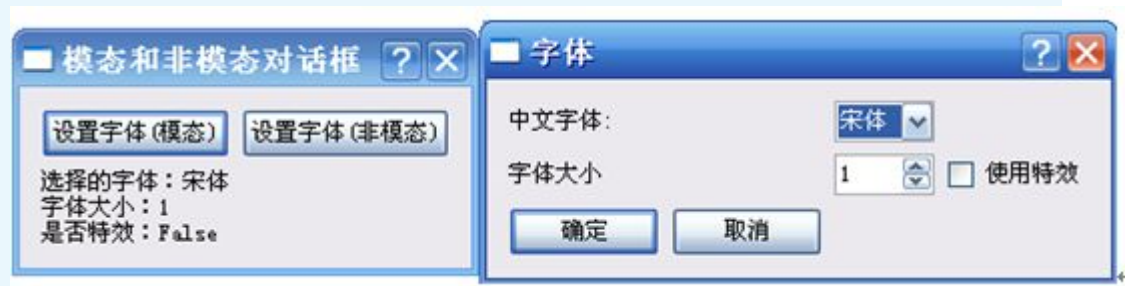 模态和非模态对话框
设置字体(模态) 设置字体(非模态)
选择的字体：宋体
字体大小：1
是否特效：False
字体
中文字体: 宋体
字体大小 1 使用特效
确定 取消